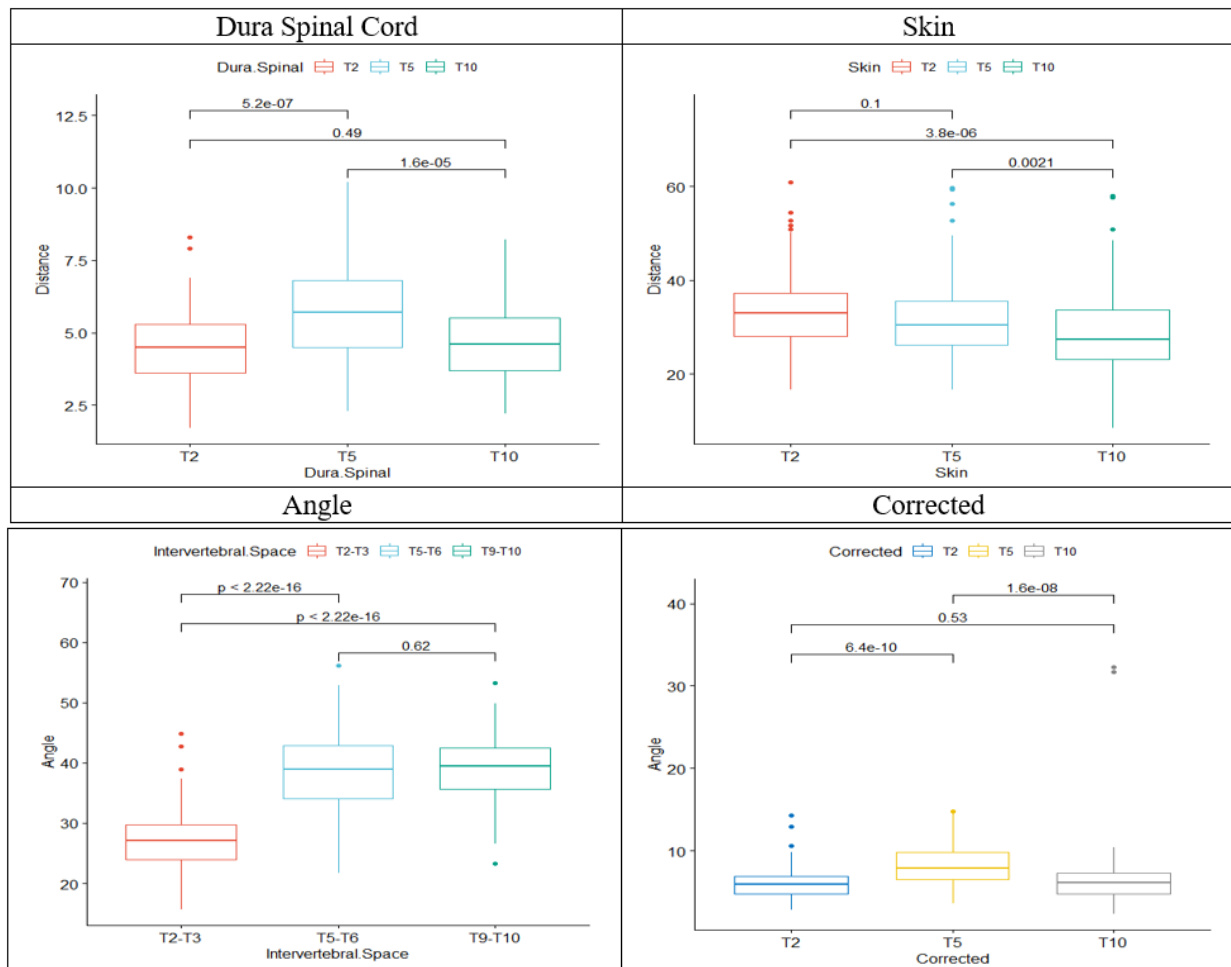 Dura Spinal Cord
Dura.Spinal T2 T5 T10
12.5
10.0
7.5
5.0
2.5
Distance
5.2e-07
0.49
1.6e-05
T2 T5 T10
Dura.Spinal
Skin
Skin T2 T5 T10
60
40
20
Distance
0.1
3.8e-06
0.0021
T2 T5 T10
Skin
Angle
Intervertebral.Space T2-T3 T5-T6 T9-T10
70
60
50
40
30
20
Angle
p < 2.22e-16
p < 2.22e-16
0.62
T2-T3 T5-T6 T9-T10
Intervertebral.Space
Corrected
Corrected T2 T5 T10
40
30
20
10
Angle
1.6e-08
0.53
6.4e-10
T2 T5 T10
Corrected